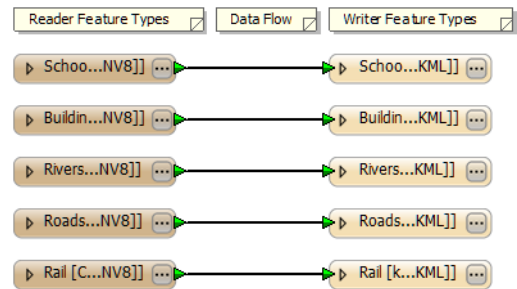 Reader Feature Types Data Flow Writer Feature Types
Schoo...NV8]] ... Schoo...KML]] ...
Buildin...NV8]] ... Buildin...KML]] ...
Rivers...NV8]] ... Rivers...KML]] ...
Roads...NV8]] ... Roads...KML]] ...
Rail [C...NV8]] ... Rail [k...KML]] ...